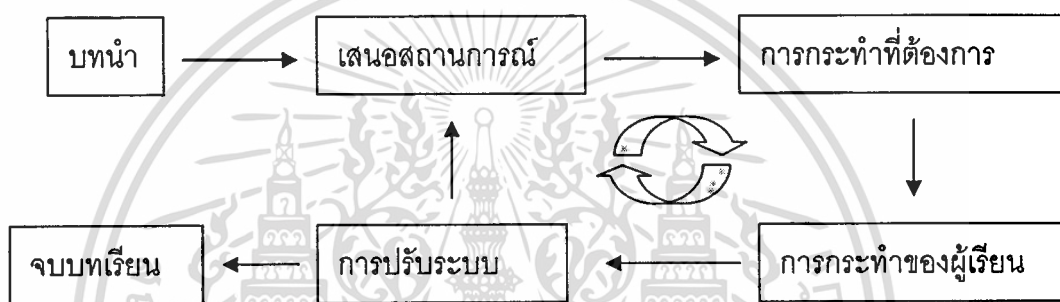 บทนำ
เสนอสถานการณ์
การกระทำที่ต้องการ
จบบทเรียน
การปรับระบบ
การกระทำของผู้เรียน